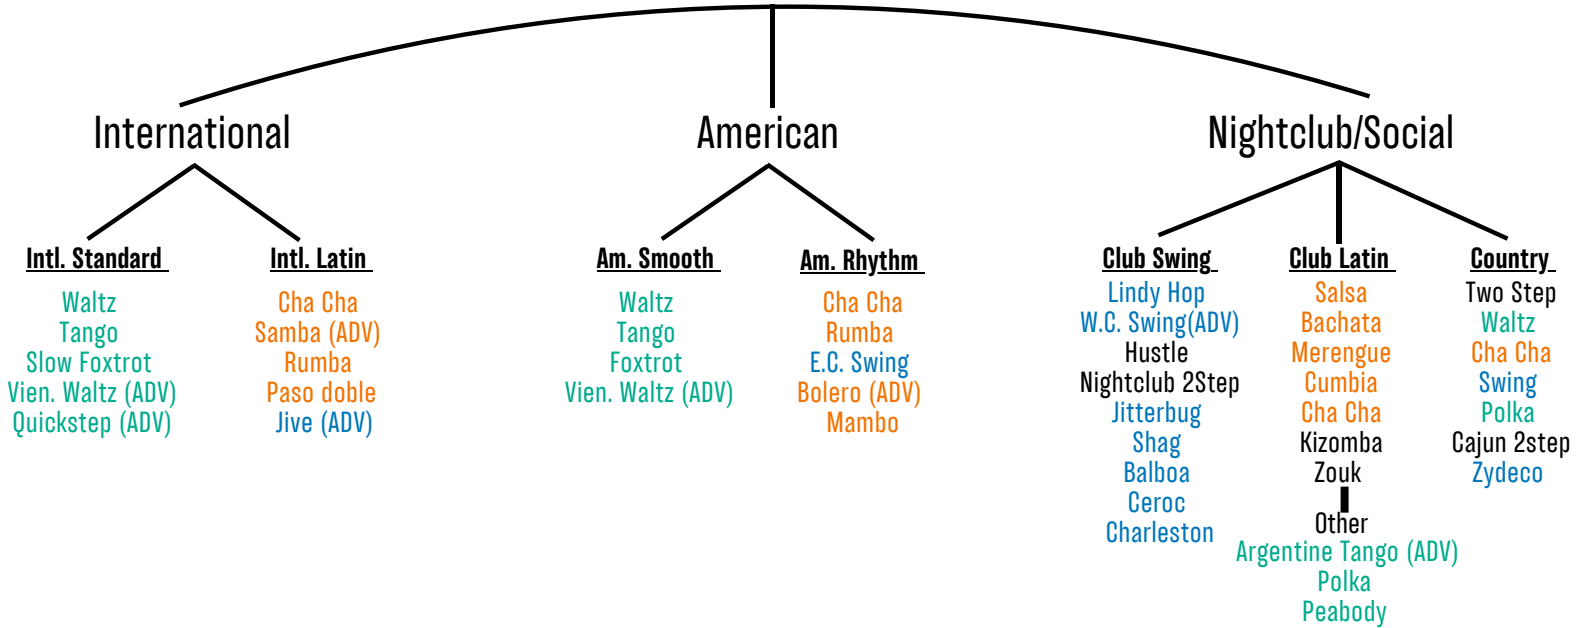 International
American
Nightclub/Social
Intl. Standard
Waltz
Tango
Slow Foxtrot
Vien. Waltz (ADV)
Quickstep (ADV)
Intl. Latin
Cha Cha
Samba (ADV)
Rumba
Paso doble
Jive (ADV)
Am. Smooth
Waltz
Tango
Foxtrot
Vien. Waltz (ADV)
Am. Rhythm
Cha Cha
Rumba
E.C. Swing
Bolero (ADV)
Mambo
Club Swing
Lindy Hop
W.C. Swing(ADV)
Hustle
Nightclub 2Step
Jitterbug
Shag
Balboa
Ceroc
Charleston
Club Latin
Salsa
Bachata
Merengue
Cumbia
Cha Cha
Kizomba
Zouk
Other
Argentine Tango (ADV)
Polka
Peabody
Country
Two Step
Waltz
Cha Cha
Swing
Polka
Cajun 2step
Zydeco